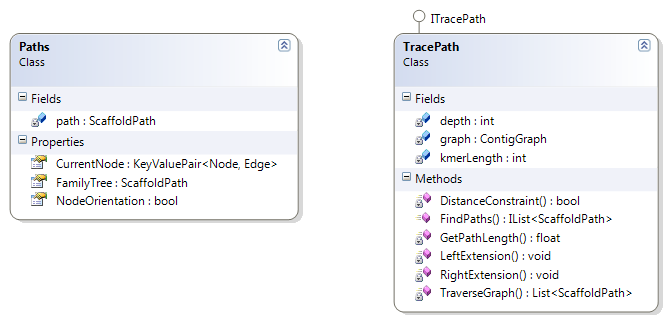 Paths
Class
Fields
path : ScaffoldPath
Properties
CurrentNode : KeyValuePair<Node, Edge>
FamilyTree : ScaffoldPath
NodeOrientation : bool
ITracePath
TracePath
Class
Fields
depth : int
graph : ContigGraph
kmerLength : int
Methods
DistanceConstraint() : bool
FindPaths() : IList<ScaffoldPath>
GetPathLength() : float
LeftExtension() : void
RightExtension() : void
TraverseGraph() : List<ScaffoldPath>